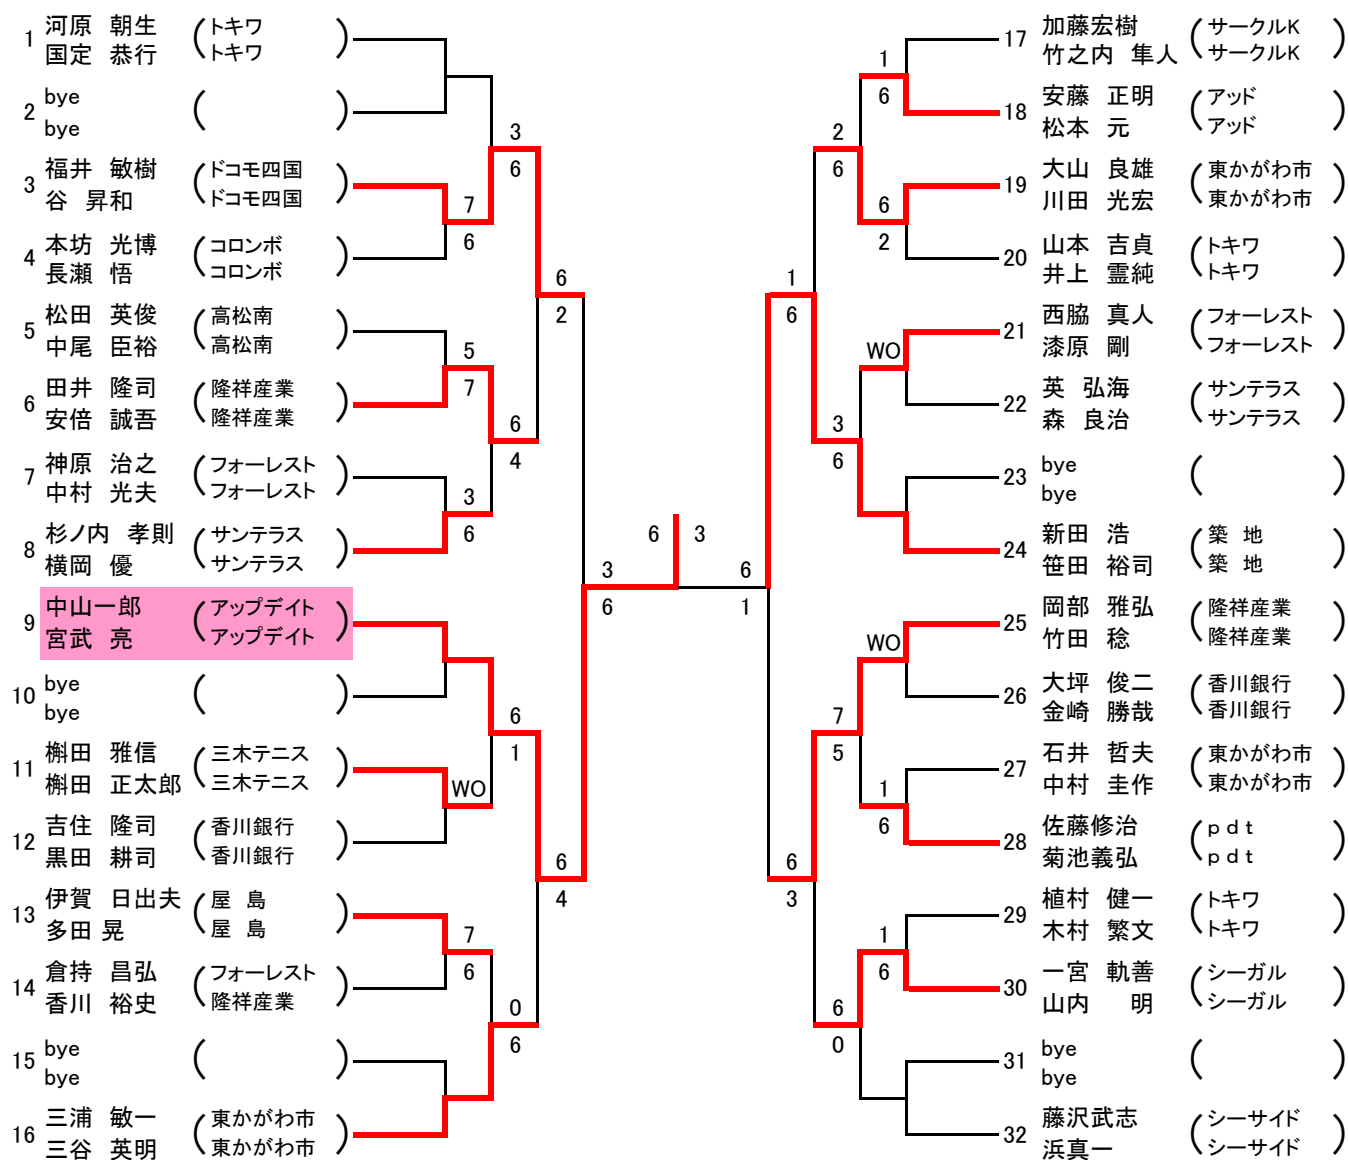 1 河原 朝生 (トキワ)
国定 恭行 トキワ
2 bye ( )
bye
3 福井 敏樹 (ドコモ四国)
谷 昇和 ドコモ四国
4 本坊 光博 (コロンボ)
長瀬 悟 コロンボ
5 松田 英俊 (高松南)
中尾 臣裕 高松南
6 田井 隆司 (隆祥産業)
安倍 誠吾 隆祥産業
7 神原 治之 (フォーレスト)
中村 光夫 フォーレスト
8 杉ノ内 孝則 (サンテラス)
横岡 優 サンテラス
9 中山一郎 (アップデイト)
宮武 亮 アップデイト
10 bye ( )
bye
11 槲田 雅信 (三木テニス)
槲田 正太郎 三木テニス
12 吉住 隆司 (香川銀行)
黒田 耕司 香川銀行
13 伊賀 日出夫 (屋 島)
多田 晃 屋 島
14 倉持 昌弘 (フォーレスト)
香川 裕史 隆祥産業
15 bye ( )
bye
16 三浦 敏一 (東かがわ市)
三谷 英明 東かがわ市
7
6
5
7
3
6
WO
7
6
3
6
6
4
6
1
0
6
6
2
6
4
3
6
6 3
6
1
1
6
6
3
2
6
3
6
7
5
6
0
1
6
6
2
WO
WO
1
6
1
6
17 加藤宏樹 (サークルK)
竹之内 隼人 サークルK
18 安藤 正明 (アッド)
松本 元 アッド
19 大山 良雄 (東かがわ市)
川田 光宏 東かがわ市
20 山本 吉貞 (トキワ)
井上 霊純 トキワ
21 西脇 真人 (フォーレスト)
漆原 剛 フォーレスト
22 英 弘海 (サンテラス)
森 良治 サンテラス
23 bye ( )
bye
24 新田 浩 (築 地)
笹田 裕司 築 地
25 岡部 雅弘 (隆祥産業)
竹田 稔 隆祥産業
26 大坪 俊二 (香川銀行)
金崎 勝哉 香川銀行
27 石井 哲夫 (東かがわ市)
中村 圭作 東かがわ市
28 佐藤修治 (p d t)
菊池義弘 p d t
29 植村 健一 (トキワ)
木村 繁文 トキワ
30 一宮 軌善 (シーガル)
山内 明 シーガル
31 bye ( )
bye
32 藤沢武志 (シーサイド)
浜真一 シーサイド